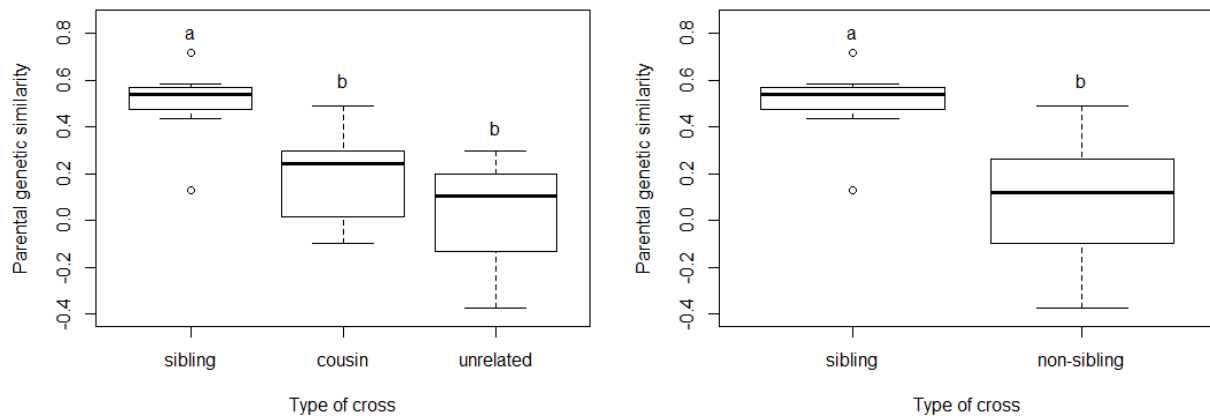 Parental genetic similarity
0.8
0.6
0.4
0.2
0.0
-0.2
-0.4
a
b
b
sibling cousin unrelated
Type of cross
Parental genetic similarity
0.8
0.6
0.4
0.2
0.0
-0.2
-0.4
a
b
sibling non-sibling
Type of cross